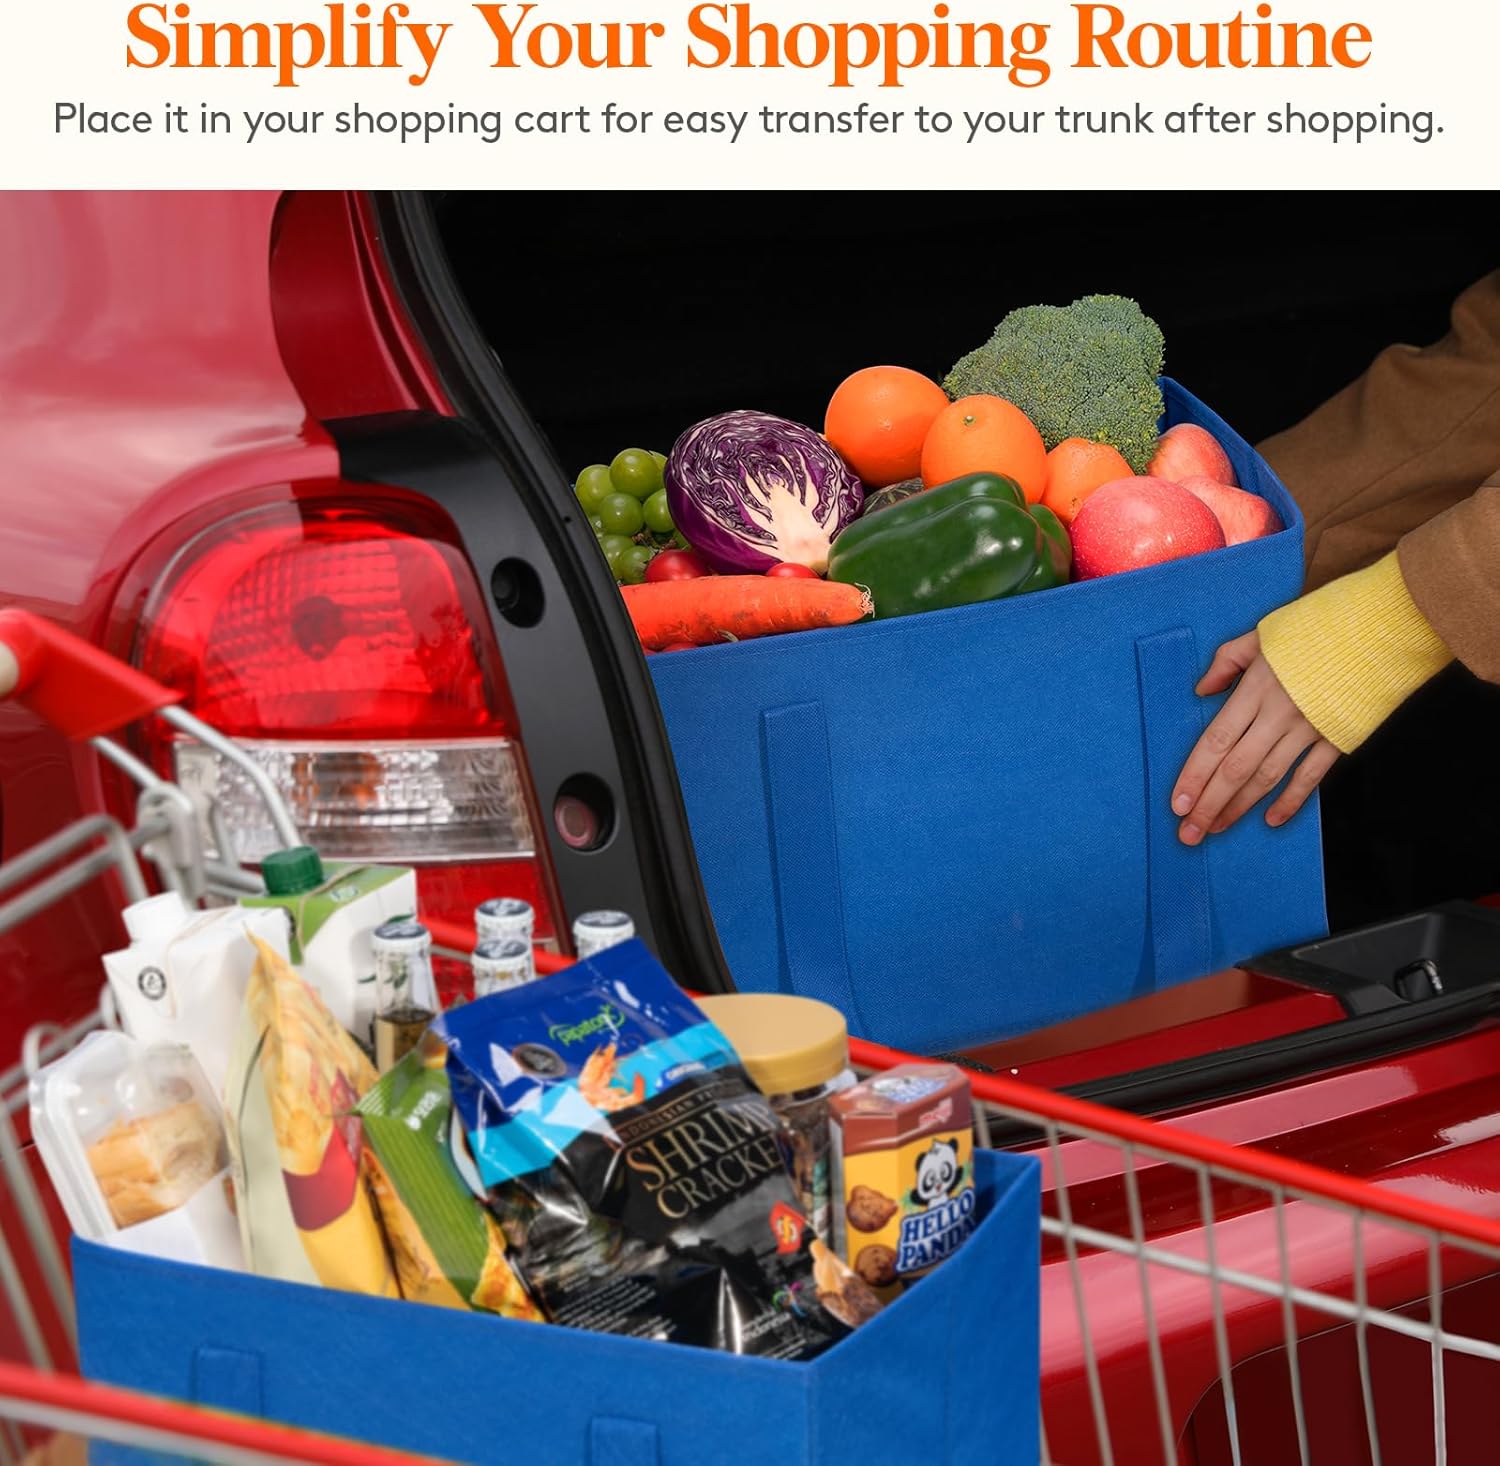 Simplify Your Shopping Routine
Place it in your shopping cart for easy transfer to your trunk after shopping.
SHRIMP
CRACKE
HELLO
PANDA